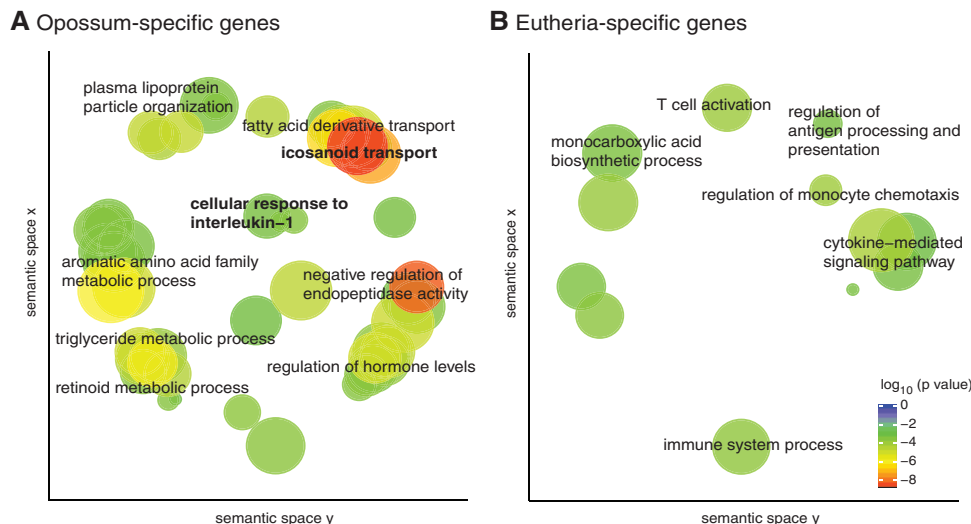 A Opossum-specific genes
plasma lipoprotein
particle organization
fatty acid derivative transport
icosanoid transport
cellular response to
interleukin−1
aromatic amino acid family
metabolic process
negative regulation of
endopeptidase activity
triglyceride metabolic process
regulation of hormone levels
retinoid metabolic process
semantic space x
semantic space y
B Eutheria-specific genes
T cell activation
regulation of
antigen processing and
presentation
monocarboxylic acid
biosynthetic process
regulation of monocyte chemotaxis
cytokine−mediated
signaling pathway
immune system process
log10 (p value)
0
−2
−4
−6
−8
semantic space x
semantic space y